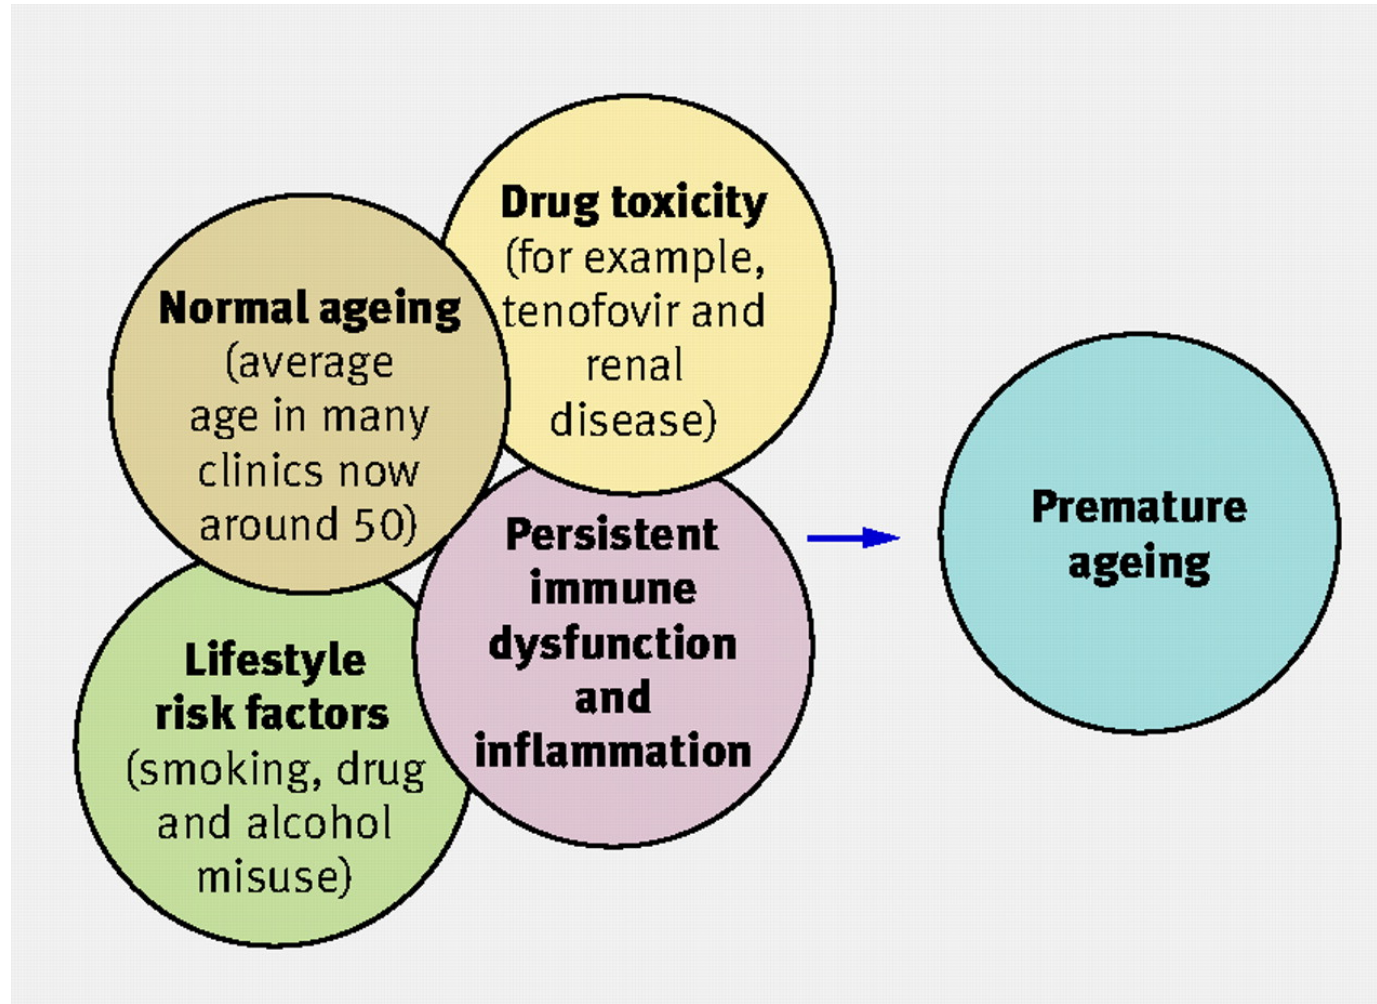 Drug toxicity
(for example,
tenofovir and
renal
disease)
Normal ageing
(average
age in many
clinics now
around 50)
Persistent
immune
dysfunction
and
inflammation
Lifestyle
risk factors
(smoking, drug
and alcohol
misuse)
Premature
ageing